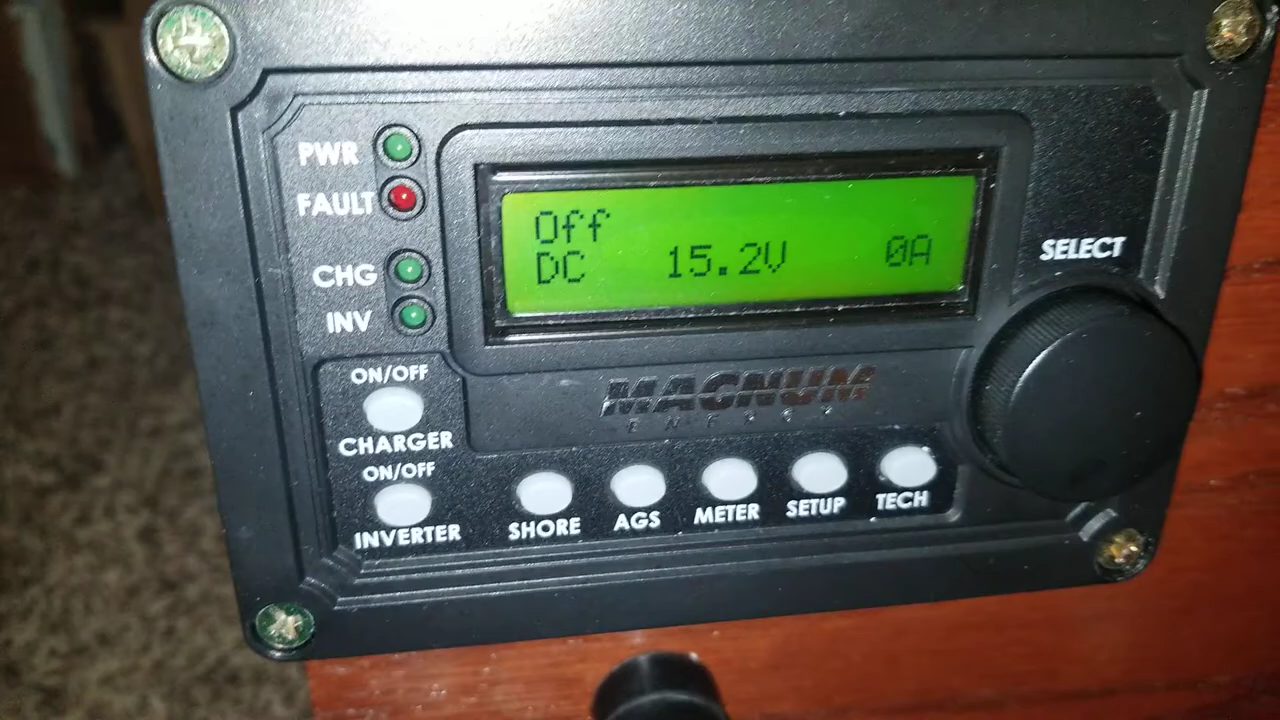 PWR
FAULT
CHG
INV
Off
DC 15.2V 0A
SELECT
MAGNUM
ENERGY
ON/OFF
CHARGER
ON/OFF
INVERTER
SHORE
AGS
METER
SETUP
TECH